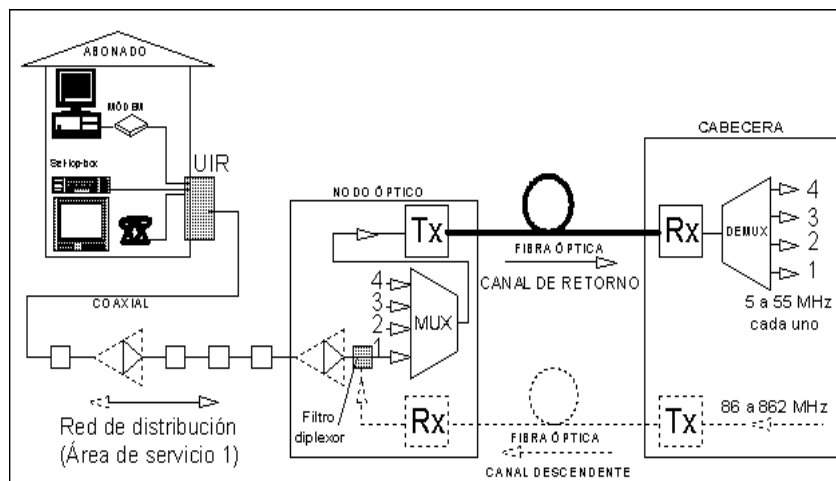 ABONADO
MÓDEM
Set-top-box
UIR
COAXIAL
Red de distribución
(Área de servicio 1)
NODO ÓPTICO
Tx
4
3
2
1
MUX
Filtro
diplexor
Rx
FIBRA ÓPTICA
CANAL DE RETORNO
FIBRA ÓPTICA
CANAL DESCENDENTE
CABECERA
Rx
DEMUX
4
3
2
1
5 a 55 MHz
cada uno
Tx
86 a 862 MHz